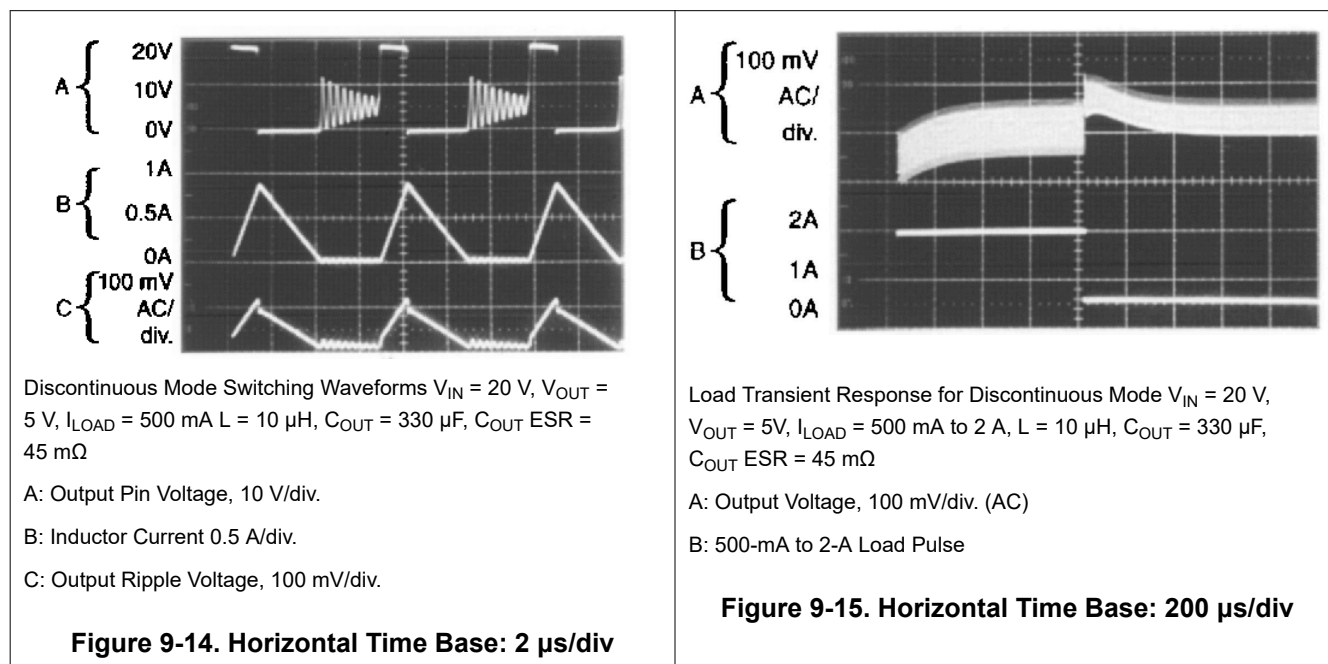 A
20V
10V
0V
B
1A
0.5A
0A
C
100 mV
AC/
div.
Discontinuous Mode Switching Waveforms V_IN = 20 V, V_OUT =
5 V, I_LOAD = 500 mA L = 10 μH, C_OUT = 330 μF, C_OUT ESR =
45 mΩ
A: Output Pin Voltage, 10 V/div.
B: Inductor Current 0.5 A/div.
C: Output Ripple Voltage, 100 mV/div.
Figure 9-14. Horizontal Time Base: 2 μs/div
A
100 mV
AC/
div.
B
2A
1A
0A
Load Transient Response for Discontinuous Mode V_IN = 20 V,
V_OUT = 5V, I_LOAD = 500 mA to 2 A, L = 10 μH, C_OUT = 330 μF,
C_OUT ESR = 45 mΩ
A: Output Voltage, 100 mV/div. (AC)
B: 500-mA to 2-A Load Pulse
Figure 9-15. Horizontal Time Base: 200 μs/div